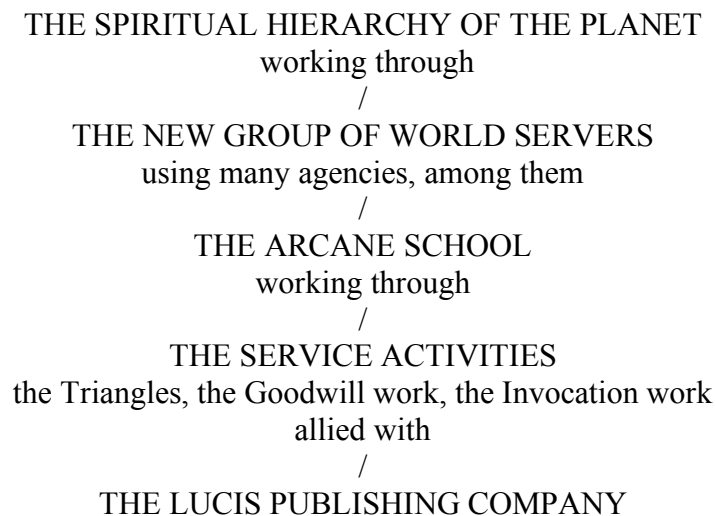 THE SPIRITUAL HIERARCHY OF THE PLANET
working through
/
THE NEW GROUP OF WORLD SERVERS
using many agencies, among them
/
THE ARCANE SCHOOL
working through
/
THE SERVICE ACTIVITIES
the Triangles, the Goodwill work, the Invocation work
allied with
/
THE LUCIS PUBLISHING COMPANY